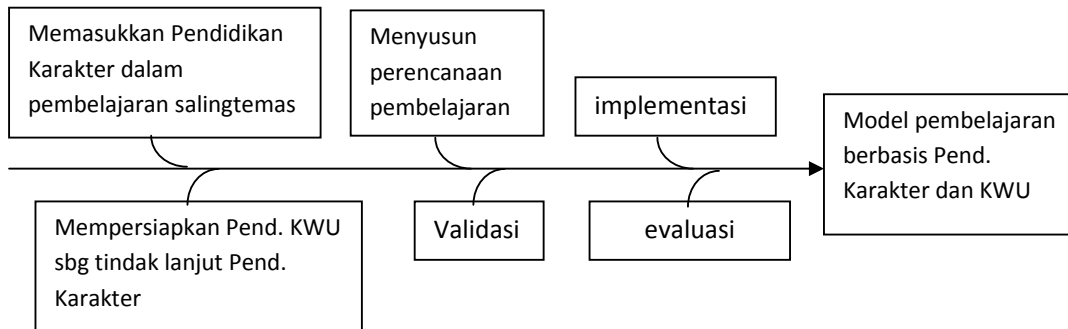 Memasukkan Pendidikan
Karakter dalam
pembelajaran salingtemas
Menyusun
perencanaan
pembelajaran
implementasi
Model pembelajaran
berbasis Pend.
Karakter dan KWU
Mempersiapkan Pend. KWU
sbg tindak lanjut Pend.
Karakter
Validasi
evaluasi